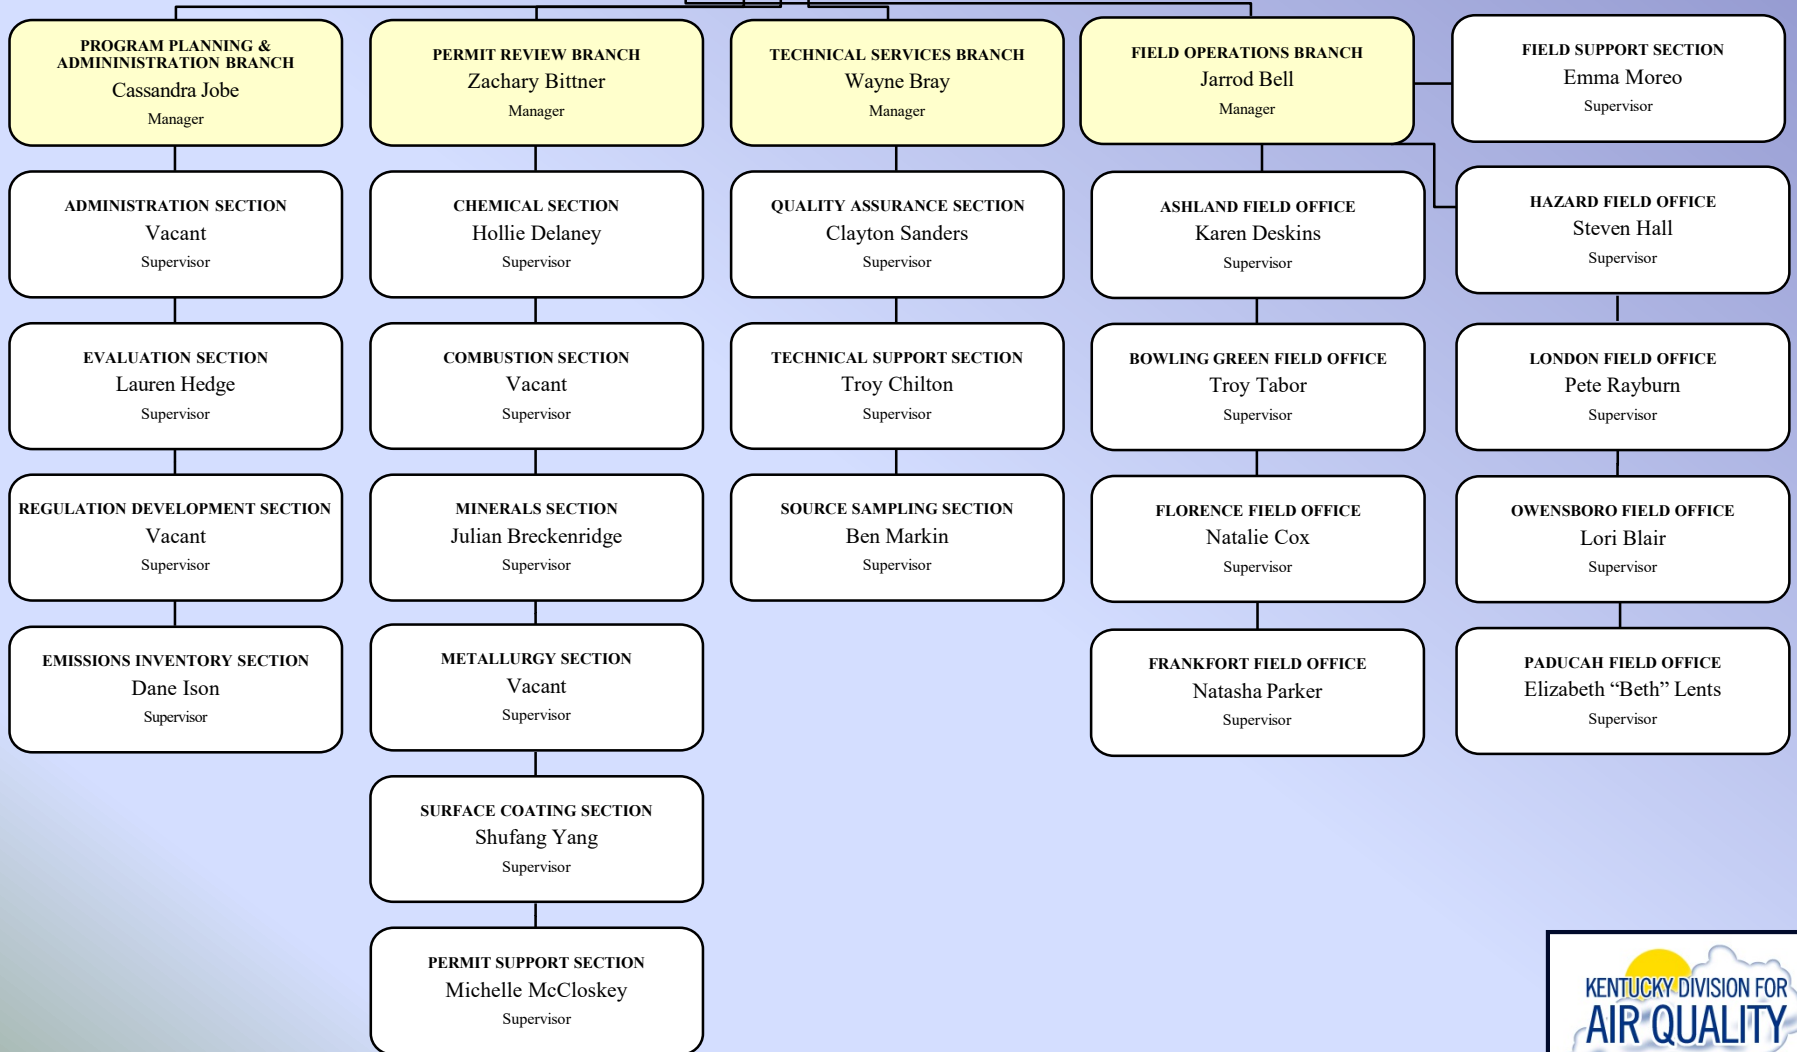 PROGRAM PLANNING &
ADMININISTRATION BRANCH
Cassandra Jobe
Manager
ADMINISTRATION SECTION
Vacant
Supervisor
EVALUATION SECTION
Lauren Hedge
Supervisor
REGULATION DEVELOPMENT SECTION
Vacant
Supervisor
EMISSIONS INVENTORY SECTION
Dane Ison
Supervisor
PERMIT REVIEW BRANCH
Zachary Bittner
Manager
CHEMICAL SECTION
Hollie Delaney
Supervisor
COMBUSTION SECTION
Vacant
Supervisor
MINERALS SECTION
Julian Breckenridge
Supervisor
METALLURGY SECTION
Vacant
Supervisor
SURFACE COATING SECTION
Shufang Yang
Supervisor
PERMIT SUPPORT SECTION
Michelle McCloskey
Supervisor
TECHNICAL SERVICES BRANCH
Wayne Bray
Manager
QUALITY ASSURANCE SECTION
Clayton Sanders
Supervisor
TECHNICAL SUPPORT SECTION
Troy Chilton
Supervisor
SOURCE SAMPLING SECTION
Ben Markin
Supervisor
FIELD OPERATIONS BRANCH
Jarrod Bell
Manager
ASHLAND FIELD OFFICE
Karen Deskins
Supervisor
BOWLING GREEN FIELD OFFICE
Troy Tabor
Supervisor
FLORENCE FIELD OFFICE
Natalie Cox
Supervisor
FRANKFORT FIELD OFFICE
Natasha Parker
Supervisor
FIELD SUPPORT SECTION
Emma Moreo
Supervisor
HAZARD FIELD OFFICE
Steven Hall
Supervisor
LONDON FIELD OFFICE
Pete Rayburn
Supervisor
OWENSBORO FIELD OFFICE
Lori Blair
Supervisor
PADUCAH FIELD OFFICE
Elizabeth “Beth” Lents
Supervisor
KENTUCKY DIVISION FOR
AIR QUALITY